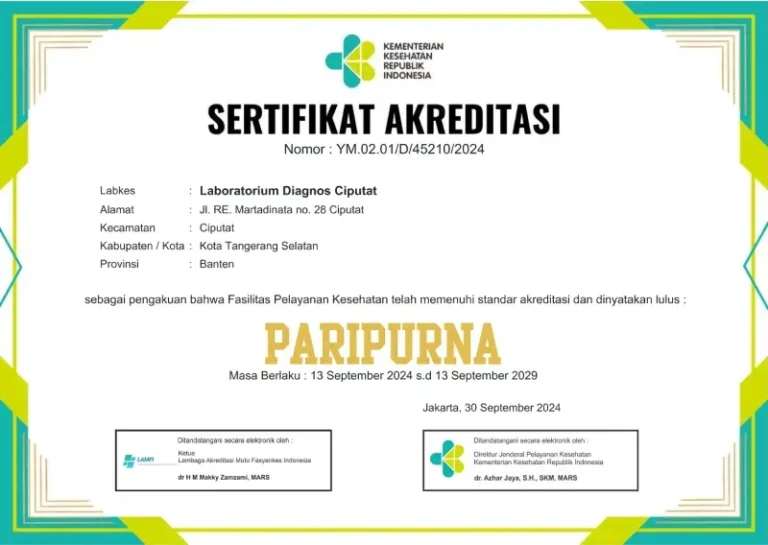 KEMENTERIAN
KESEHATAN
REPUBLIK
INDONESIA
SERTIFIKAT AKREDITASI
Nomor : YM.02.01/D/45210/2024
Labkes : Laboratorium Diagnos Ciputat
Alamat : Jl. RE. Martadinata no. 28 Ciputat
Kecamatan : Ciputat
Kabupaten / Kota : Kota Tangerang Selatan
Provinsi : Banten
sebagai pengakuan bahwa Fasilitas Pelayanan Kesehatan telah memenuhi standar akreditasi dan dinyatakan lulus :
PARIPURNA
Masa Berlaku : 13 September 2024 s.d 13 September 2029
Jakarta, 30 September 2024
Ditandatangani secara elektronik oleh :
LAMFI
Ketua
Lembaga Akreditasi Mutu Fasyankes Indonesia
dr H M Makky Zamzami, MARS
Ditandatangani secara elektronik oleh :
Direktur Jenderal Pelayanan Kesehatan
Kementerian Kesehatan Republik Indonesia
dr. Azhar Jaya, S.H., SKM, MARS